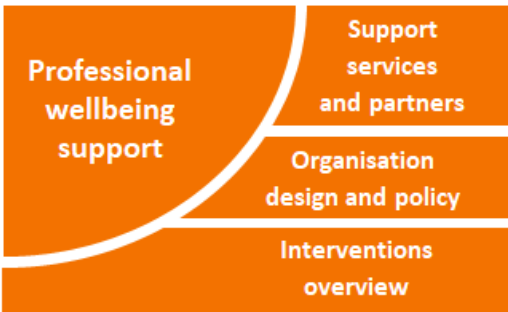 Professional
wellbeing
support
Support
services
and partners
Organisation
design and policy
Interventions
overview